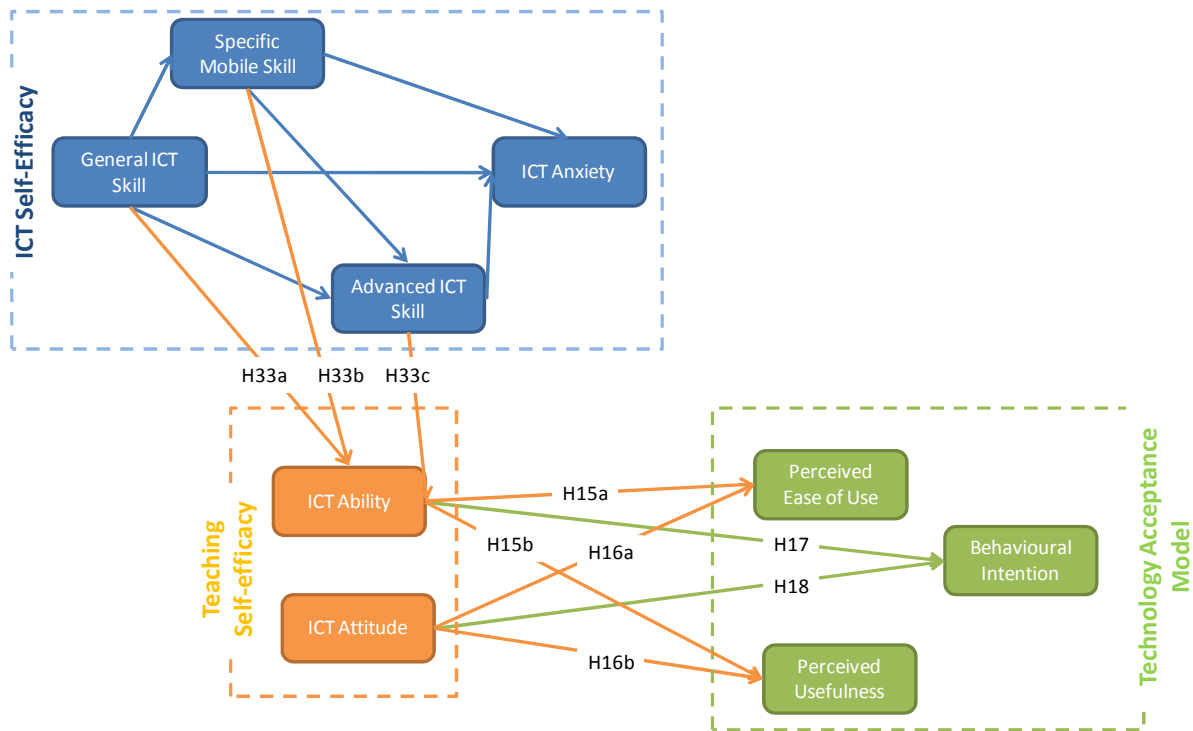 ICT Self-Efficacy
Specific
Mobile Skill
General ICT
Skill
ICT Anxiety
Advanced ICT
Skill
H33a
H33b
H33c
Teaching
Self-efficacy
ICT Ability
ICT Attitude
H15a
H15b
H16a
H17
H18
H16b
Perceived
Ease of Use
Behavioural
Intention
Perceived
Usefulness
Technology Acceptance
Model